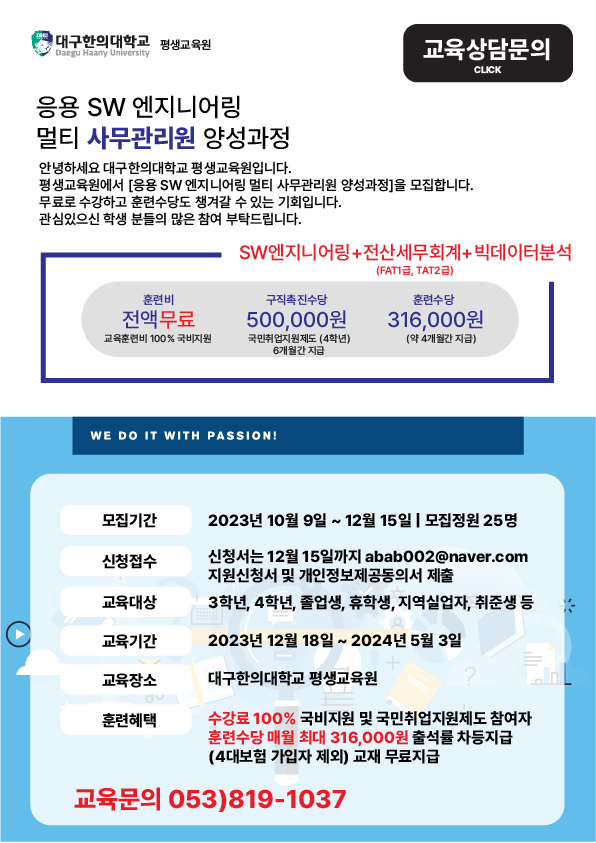 DHU 대구한의대학교 평생교육원
Daegu Haany University
교육상담문의
CLICK
응용 SW 엔지니어링
멀티 사무관리원 양성과정
안녕하세요 대구한의대학교 평생교육원입니다.
평생교육원에서 [응용 SW 엔지니어링 멀티 사무관리원 양성과정]을 모집합니다.
무료로 수강하고 훈련수당도 챙겨갈 수 있는 기회입니다.
관심있으신 학생 분들의 많은 참여 부탁드립니다.
SW엔지니어링+전산세무회계+빅데이터분석
(FAT1급, TAT2급)
훈련비
전액무료
교육훈련비 100% 국비지원
구직촉진수당
500,000원
국민취업지원제도 (4학년)
6개월간 지급
훈련수당
316,000원
(약 4개월간 지급)
WE DO IT WITH PASSION!
모집기간 2023년 10월 9일 ~ 12월 15일 | 모집정원 25명
신청접수 신청서는 12월 15일까지 abab002@naver.com
지원신청서 및 개인정보제공동의서 제출
교육대상 3학년, 4학년, 졸업생, 휴학생, 지역실업자, 취준생 등
교육기간 2023년 12월 18일 ~ 2024년 5월 3일
교육장소 대구한의대학교 평생교육원
훈련혜택 수강료 100% 국비지원 및 국민취업지원제도 참여자
훈련수당 매월 최대 316,000원 출석률 차등지급
(4대보험 가입자 제외) 교재 무료지급
교육문의 053)819-1037